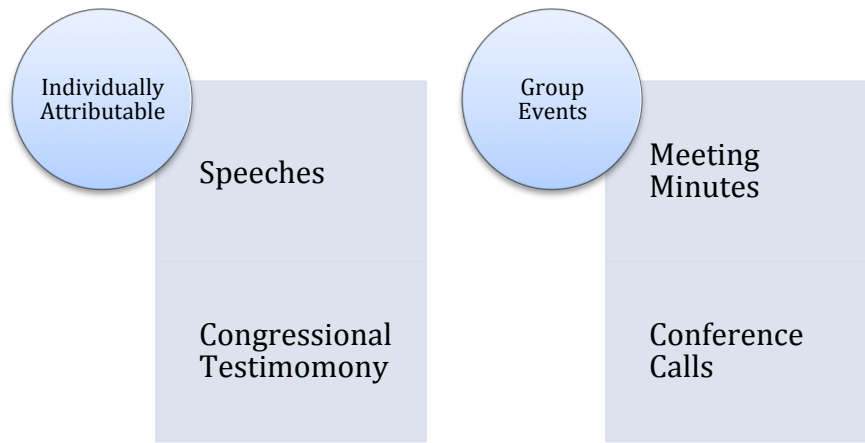 Individually
Attributable
Speeches
Congressional
Testimomony
Group
Events
Meeting
Minutes
Conference
Calls